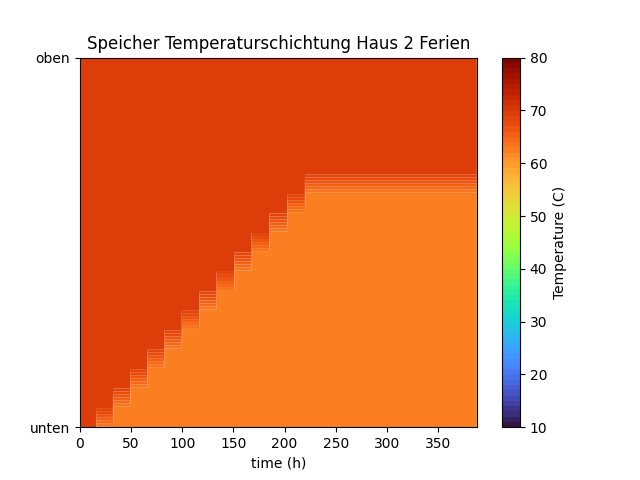 Speicher Temperaturschichtung Haus 2 Ferien
oben
unten
0 50 100 150 200 250 300 350
time (h)
80
70
60
50
40
30
20
10
Temperature (C)